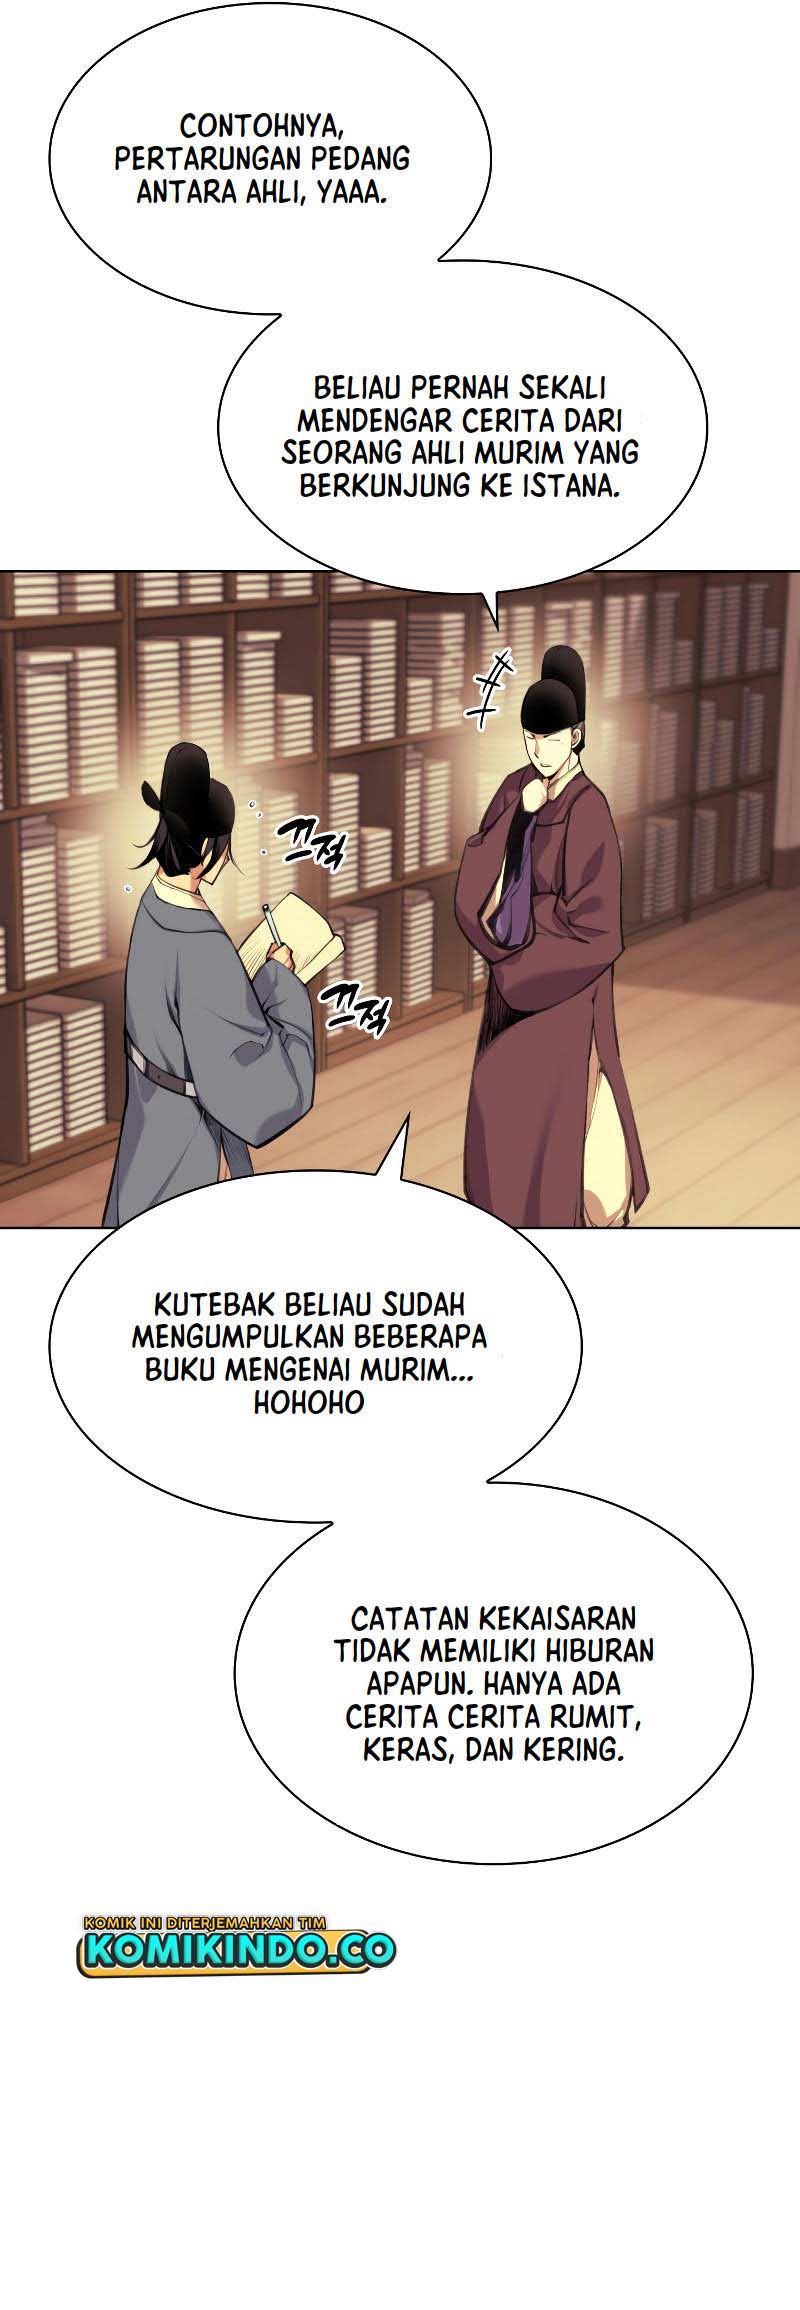 CONTOHNYA,
PERTARUNGAN PEDANG
ANTARA AHLI, YAAA.
BELIAU PERNAH SEKALI
MENDENGAR CERITA DARI
SEORANG AHLI MURIM YANG
BERKUNJUNG KE ISTANA.
끄적
끄적
KUTEBAK BELIAU SUDAH
MENGUMPULKAN BEBERAPA
BUKU MENGENAI MURIM...
HOHOHO
CATATAN KEKAISARAN
TIDAK MEMILIKI HIBURAN
APAPUN. HANYA ADA
CERITA CERITA RUMIT,
KERAS, DAN KERING.
KOMIK INI DITERJEMAHKAN TIM
KOMIKINDO.CO